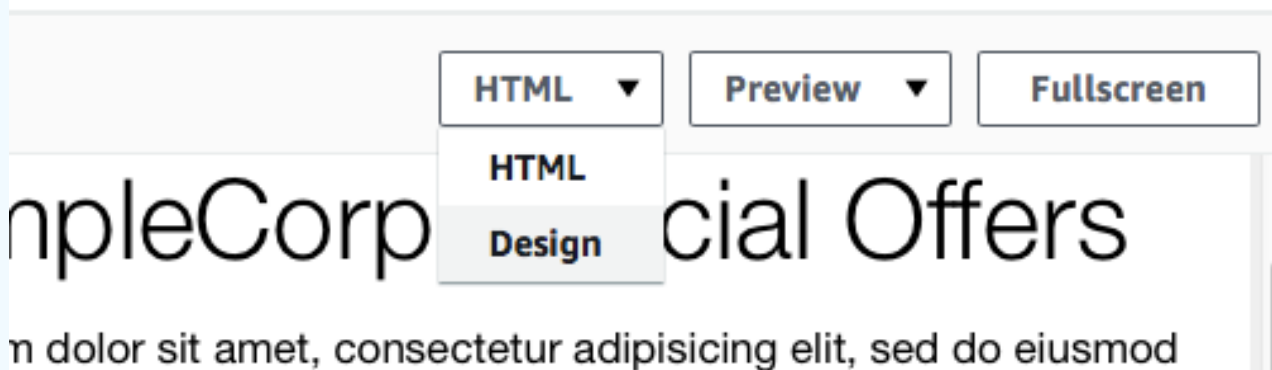 HTML ▼ Preview ▼ Fullscreen
HTML
npleCorp cial Offers
Design
m dolor sit amet, consectetur adipisicing elit, sed do eiusmod